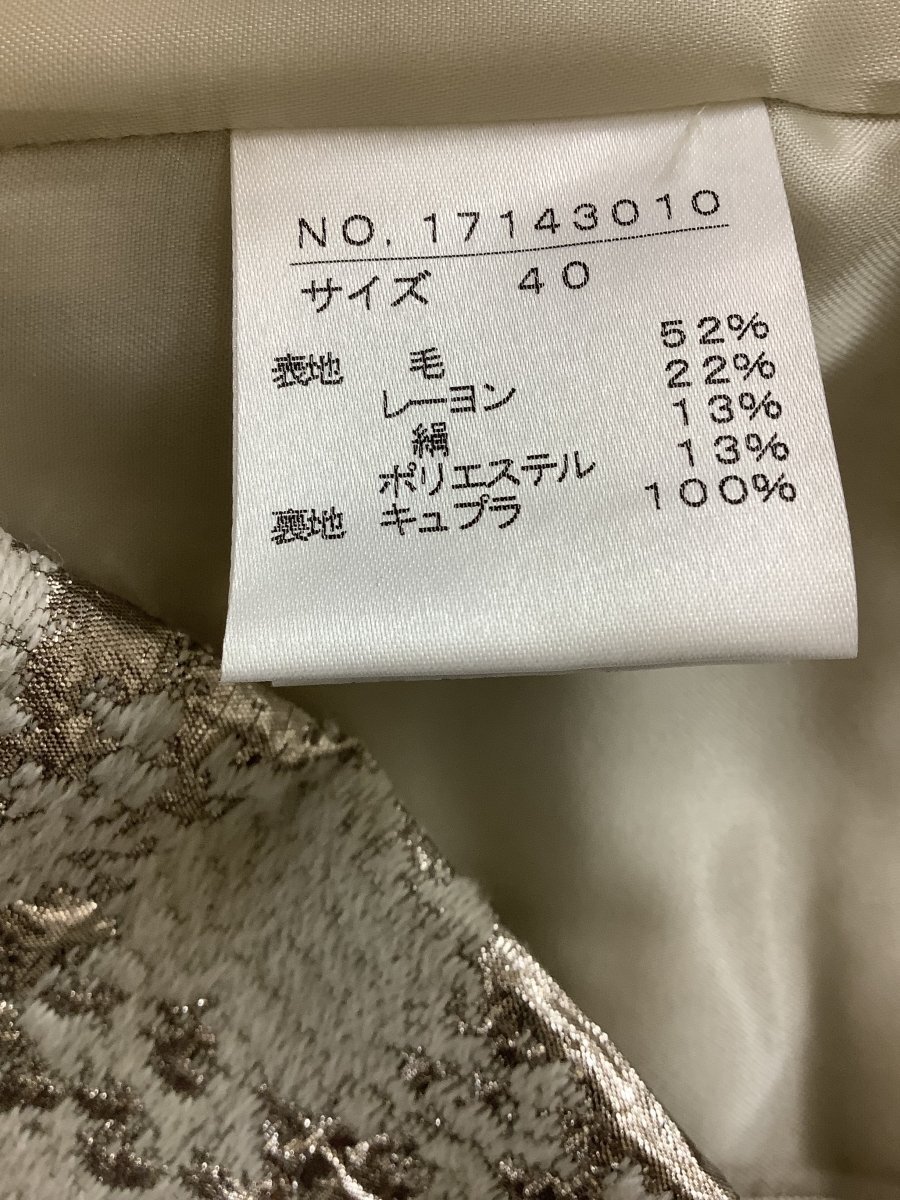 NO. 17143010
サイズ 40
表地 毛 52%
レーヨン 22%
絹 13%
ポリエステル 13%
裏地 キュプラ 100%